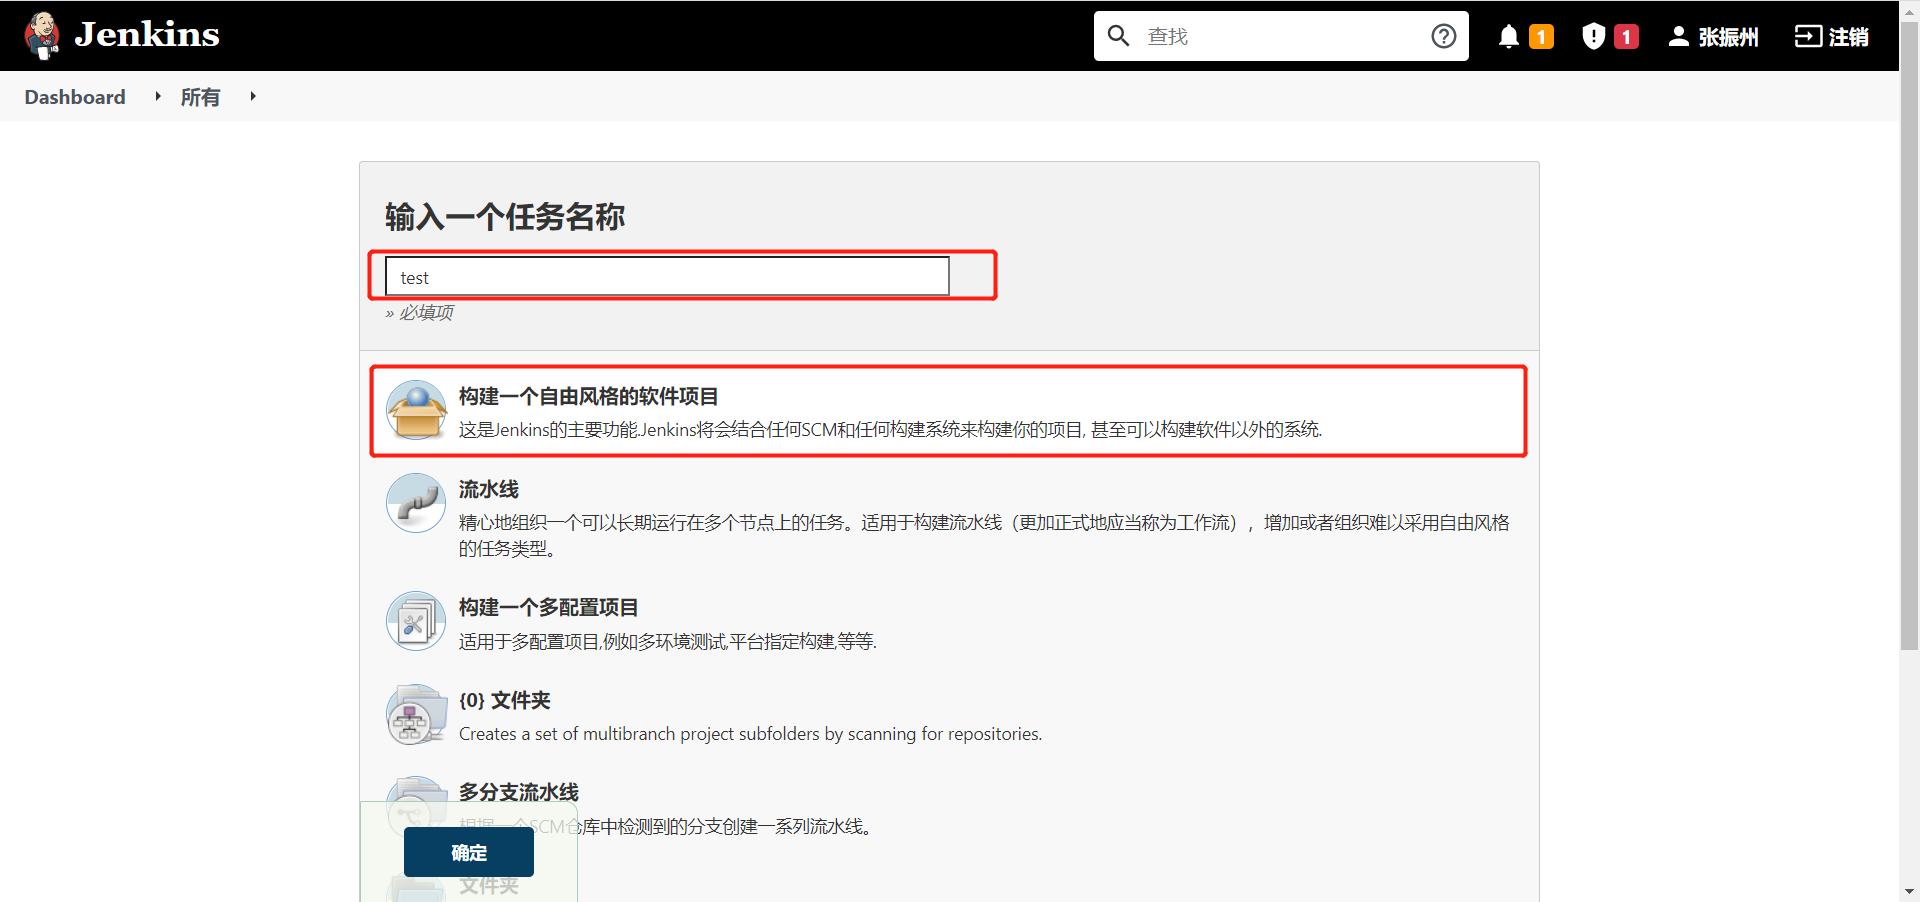 Jenkins
查找
1
1
张振州
注销
Dashboard
所有
输入一个任务名称
test
» 必填项
构建一个自由风格的软件项目
这是Jenkins的主要功能.Jenkins将会结合任何SCM和任何构建系统来构建你的项目, 甚至可以构建软件以外的系统.
流水线
精心地组织一个可以长期运行在多个节点上的任务。适用于构建流水线（更加正式地应当称为工作流），增加或者组织难以采用自由风格
的任务类型。
构建一个多配置项目
适用于多配置项目,例如多环境测试,平台指定构建,等等.
{0} 文件夹
Creates a set of multibranch project subfolders by scanning for repositories.
多分支流水线
根据一个SCM仓库中检测到的分支创建一系列流水线。
确定
文件夹